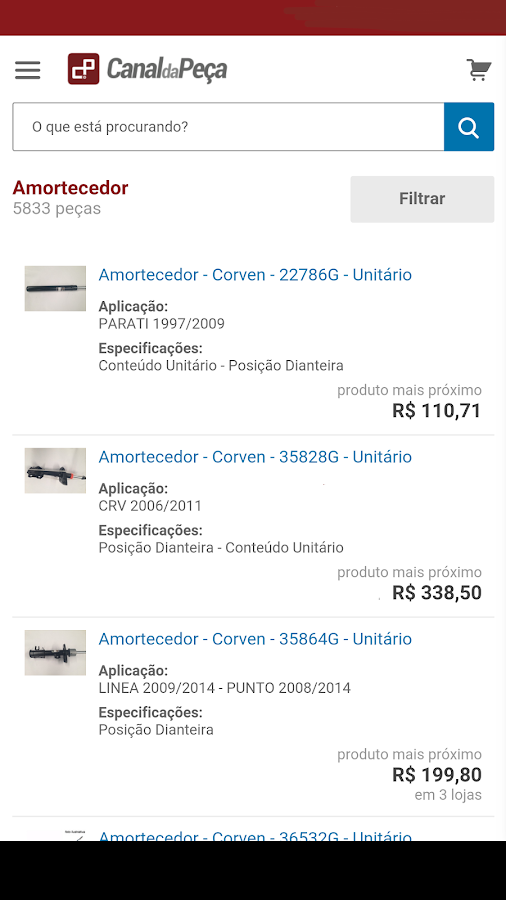 CanaldaPeça
O que está procurando?
Amortecedor
5833 peças
Filtrar
Amortecedor - Corven - 22786G - Unitário
Aplicação:
PARATI 1997/2009
Especificações:
Conteúdo Unitário - Posição Dianteira
produto mais próximo
R$ 110,71
Amortecedor - Corven - 35828G - Unitário
Aplicação:
CRV 2006/2011
Especificações:
Posição Dianteira - Conteúdo Unitário
produto mais próximo
R$ 338,50
Amortecedor - Corven - 35864G - Unitário
Aplicação:
LINEA 2009/2014 - PUNTO 2008/2014
Especificações:
Posição Dianteira
produto mais próximo
R$ 199,80
em 3 lojas
Amortecedor - Corven - 36532G - Unitário